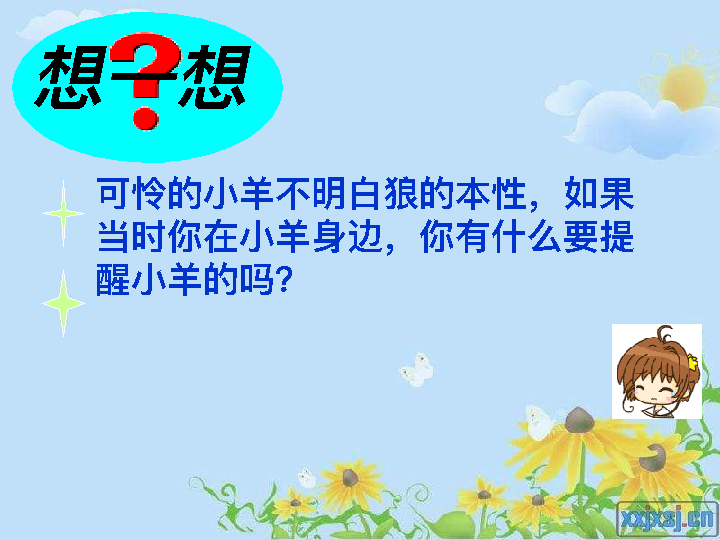 想一想
?
可怜的小羊不明白狼的本性，如果
当时你在小羊身边，你有什么要提
醒小羊的吗?
xxjxsj.cn